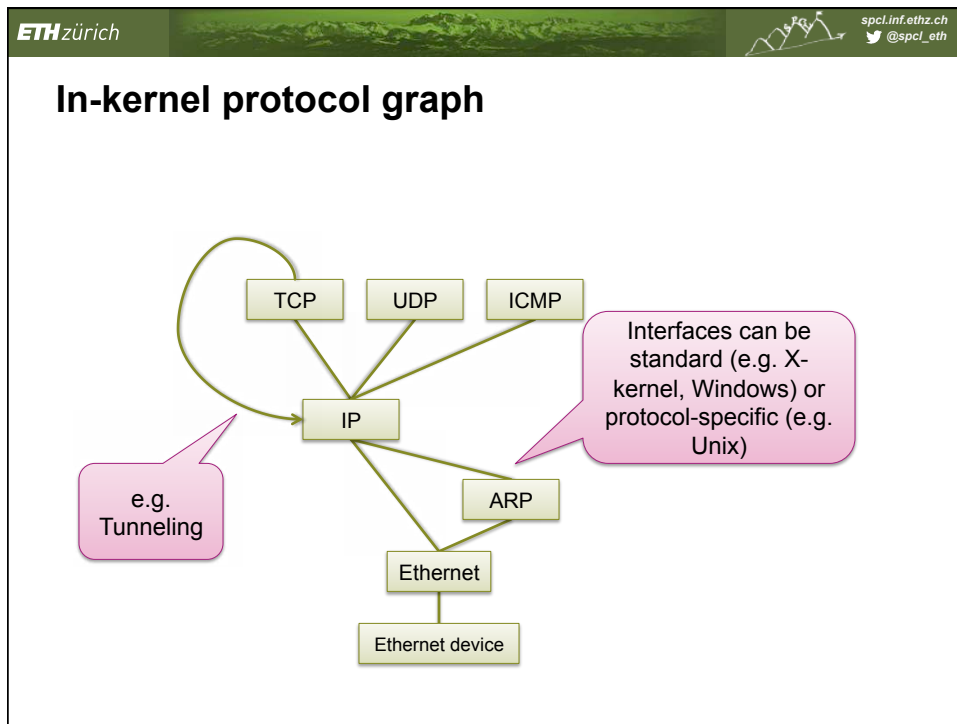 ETH zürich
spcl.inf.ethz.ch
@spcl_eth
In-kernel protocol graph
TCP
UDP
ICMP
Interfaces can be
standard (e.g. X-
kernel, Windows) or
protocol-specific (e.g.
Unix)
IP
e.g.
Tunneling
ARP
Ethernet
Ethernet device